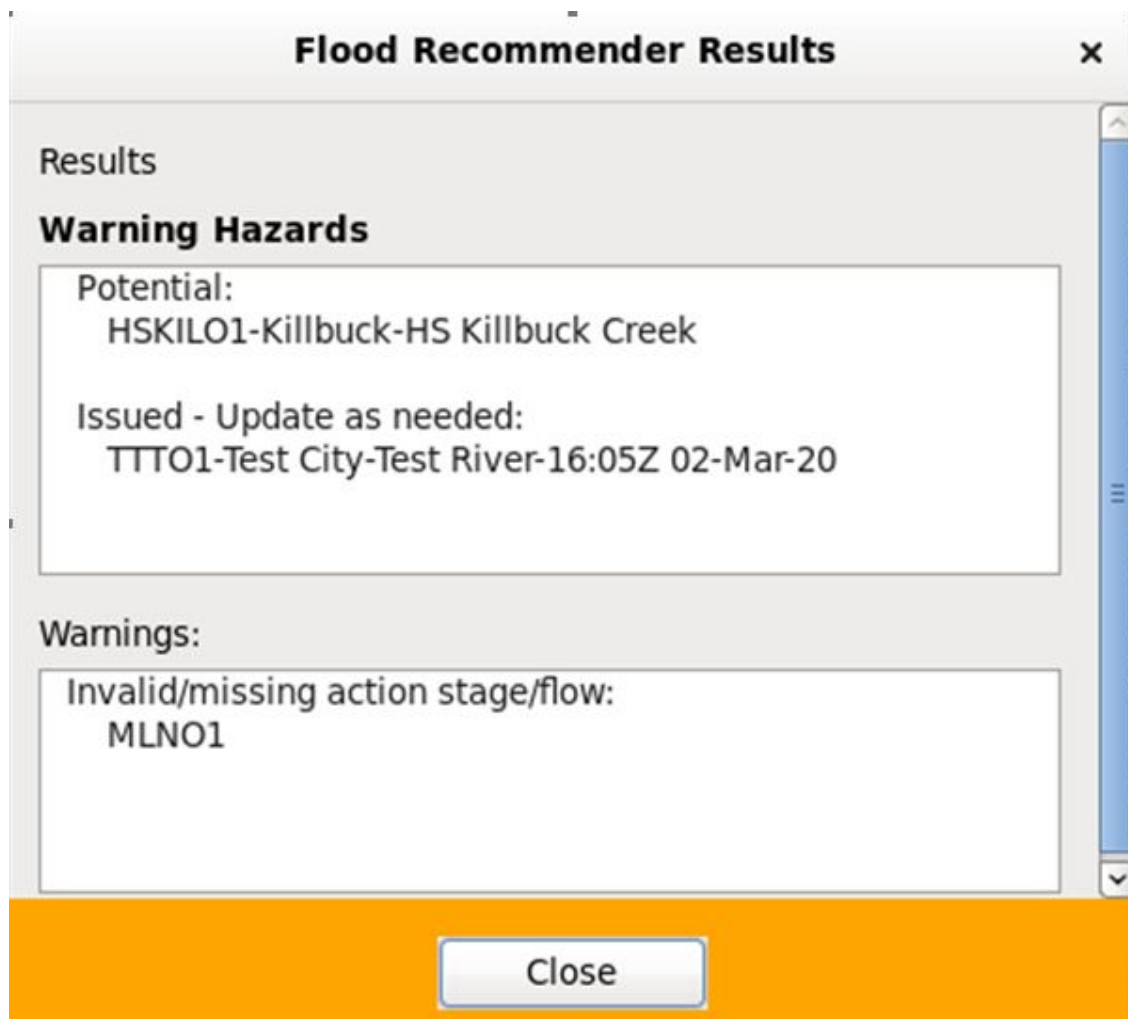 Flood Recommender Results
Results
Warning Hazards
Potential:
HSKILO1-Killbuck-HS Killbuck Creek
Issued - Update as needed:
TTTO1-Test City-Test River-16:05Z 02-Mar-20
Warnings:
Invalid/missing action stage/flow:
MLNO1
Close